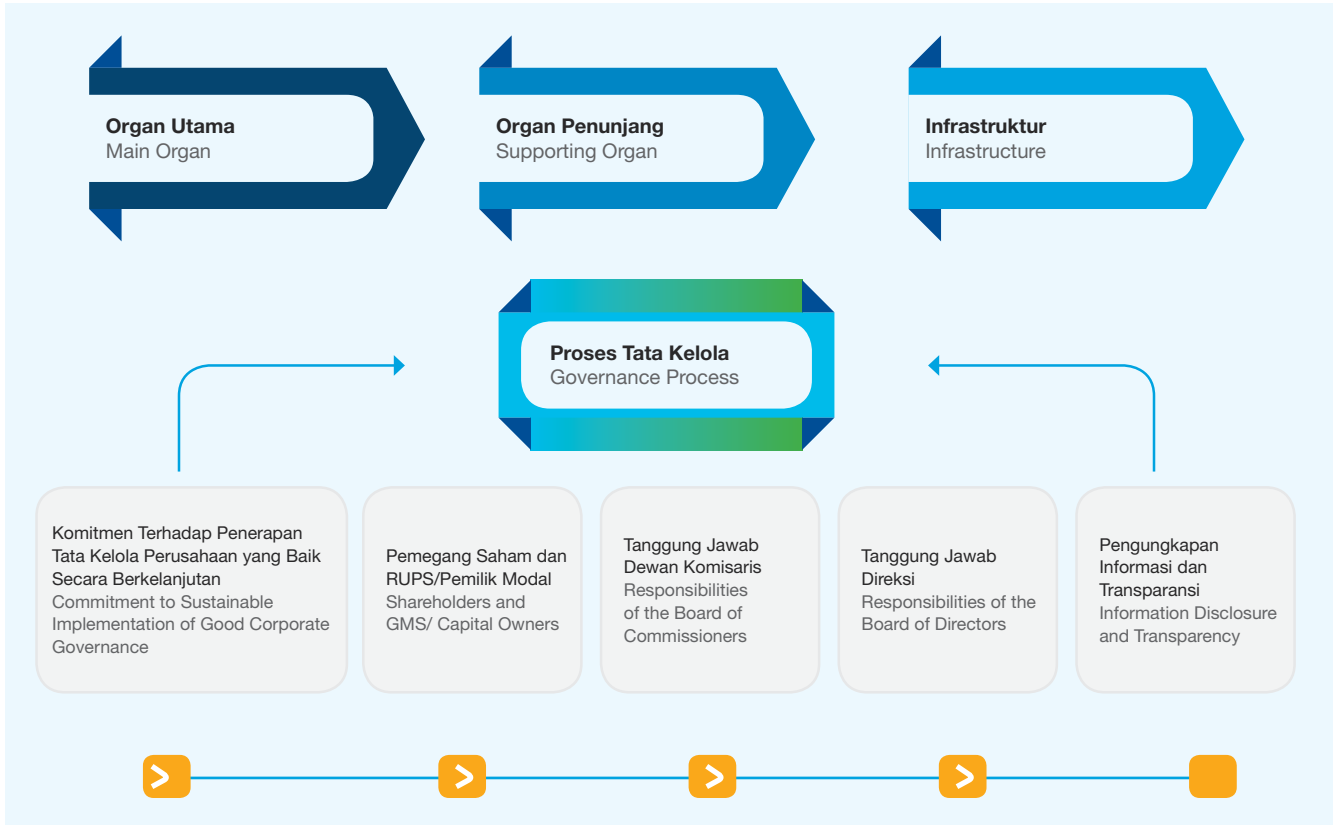 Organ Utama
Main Organ
Organ Penunjang
Supporting Organ
Infrastruktur
Infrastructure
Proses Tata Kelola
Governance Process
Komitmen Terhadap Penerapan
Tata Kelola Perusahaan yang Baik
Secara Berkelanjutan
Commitment to Sustainable
Implementation of Good Corporate
Governance
Pemegang Saham dan
RUPS/Pemilik Modal
Shareholders and
GMS/ Capital Owners
Tanggung Jawab
Dewan Komisaris
Responsibilities
of the Board of
Commissioners
Tanggung Jawab
Direksi
Responsibilities of the
Board of Directors
Pengungkapan
Informasi dan
Transparansi
Information Disclosure
and Transparency